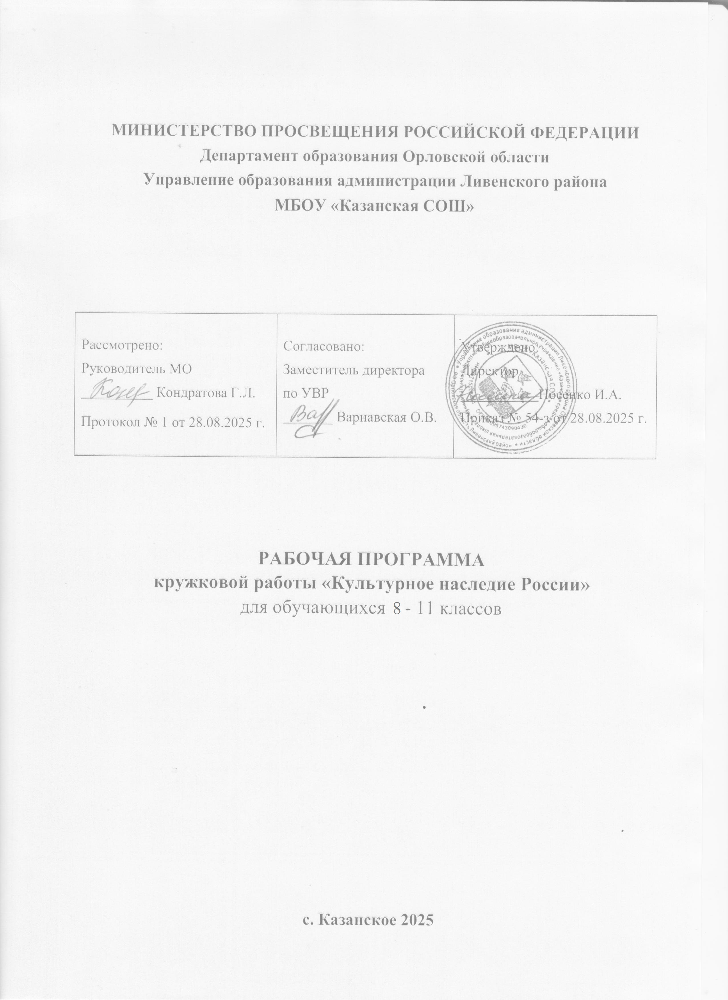 МИНИСТЕРСТВО ПРОСВЕЩЕНИЯ РОССИЙСКОЙ ФЕДЕРАЦИИ
Департамент образования Орловской области
Управление образования администрации Ливенского района
МБОУ «Казанская СОШ»
Рассмотрено:
Руководитель МО
Кондратова Г.Л.
Протокол № 1 от 28.08.2025 г.
Согласовано:
Заместитель директора
по УВР
Варнавская О.В.
Утверждено:
Директор
Носенко И.А.
Приказ № 54-з от 28.08.2025 г.
РАБОЧАЯ ПРОГРАММА
кружковой работы «Культурное наследие России»
для обучающихся 8 - 11 классов
с. Казанское 2025